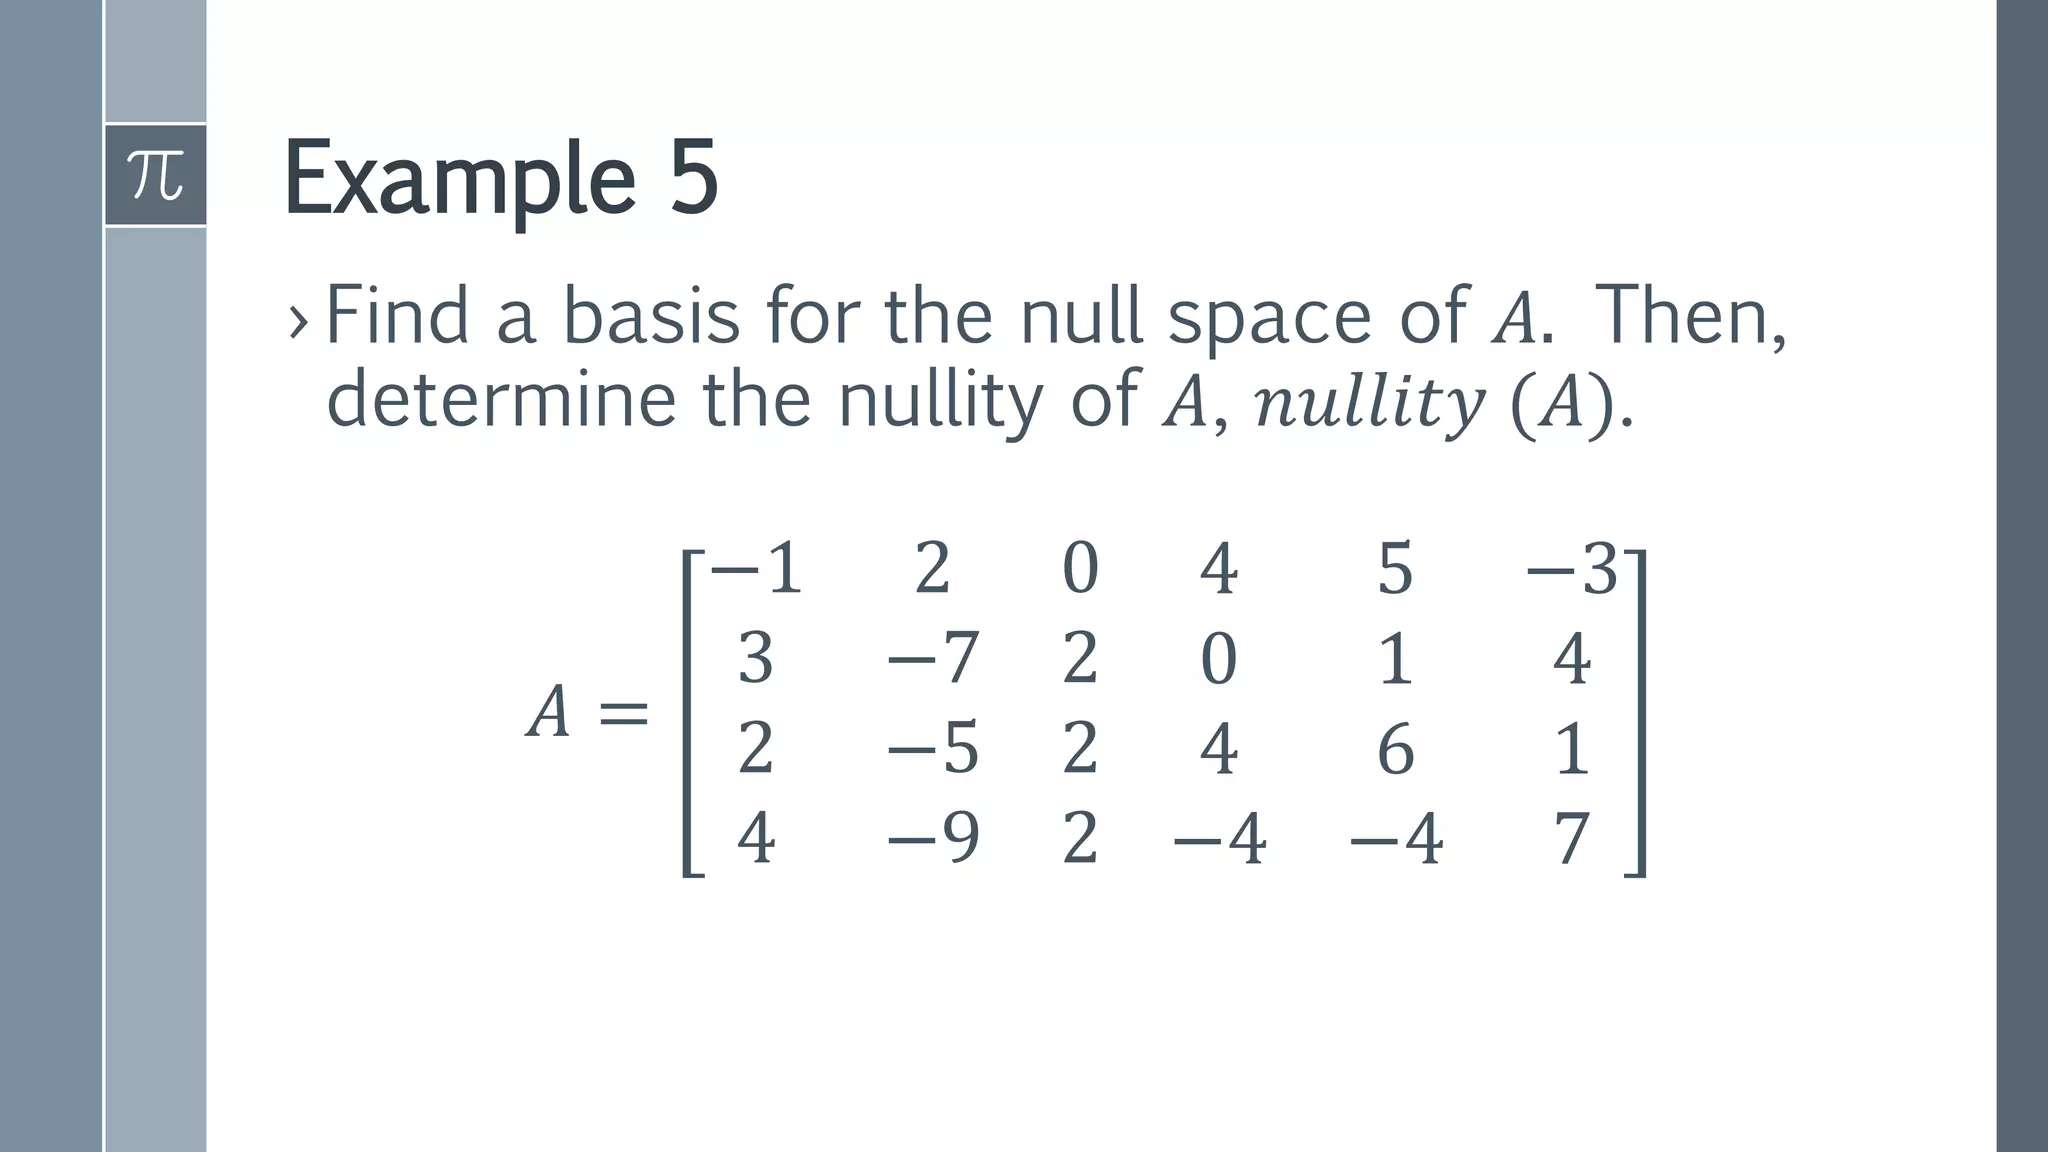 π
Example 5
› Find a basis for the null space of 𝐴. Then,
determine the nullity of 𝐴, 𝑛𝑢𝑙𝑙𝑖𝑡𝑦 (𝐴).
𝐴 =
−1 2 0 4 5 −3
3 −7 2 0 1 4
2 −5 2 4 6 1
4 −9 2 −4 −4 7